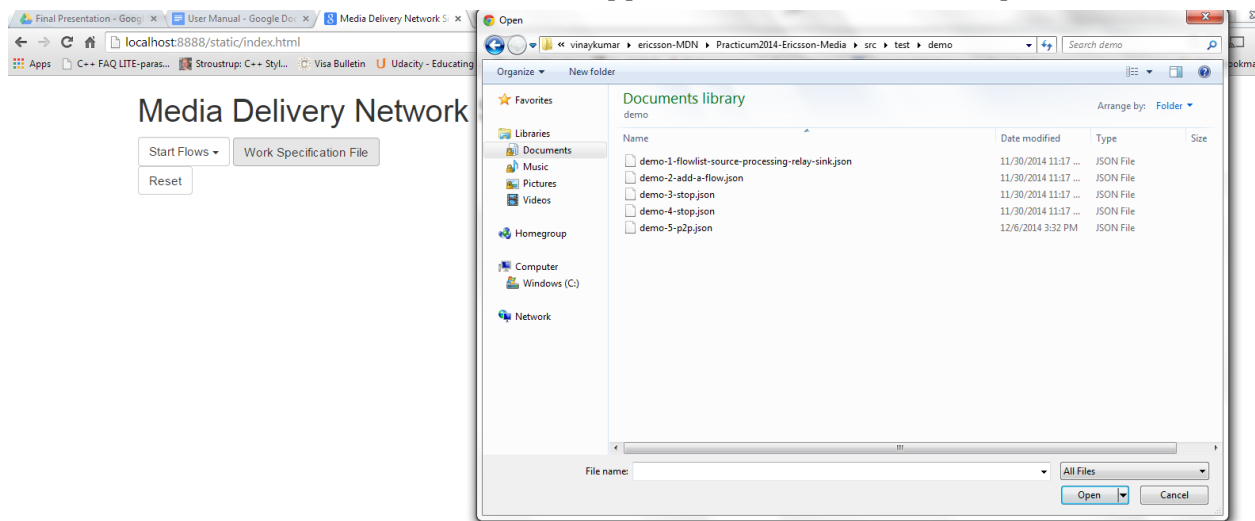 Final Presentation - Googl
User Manual - Google Doc
Media Delivery Network Si
localhost:8888/static/index.html
Apps
C++ FAQ LITE-paras...
Stroustrup: C++ Styl...
Visa Bulletin
Udacity - Educating
Media Delivery Network
Start Flows
Work Specification File
Reset
Open
« vinaykumar ▸ ericsson-MDN ▸ Practicum2014-Ericsson-Media ▸ src ▸ test ▸ demo
Search demo
Organize
New folder
Favorites
Libraries
Documents
Music
Pictures
Videos
Homegroup
Computer
Windows (C:)
Network
Documents library
demo
Arrange by: Folder
Name Date modified Type Size
demo-1-flowlist-source-processing-relay-sink.json 11/30/2014 11:17 ... JSON File
demo-2-add-a-flow.json 11/30/2014 11:17 ... JSON File
demo-3-stop.json 11/30/2014 11:17 ... JSON File
demo-4-stop.json 11/30/2014 11:17 ... JSON File
demo-5-p2p.json 12/6/2014 3:32 PM JSON File
File name:
All Files
Open
Cancel